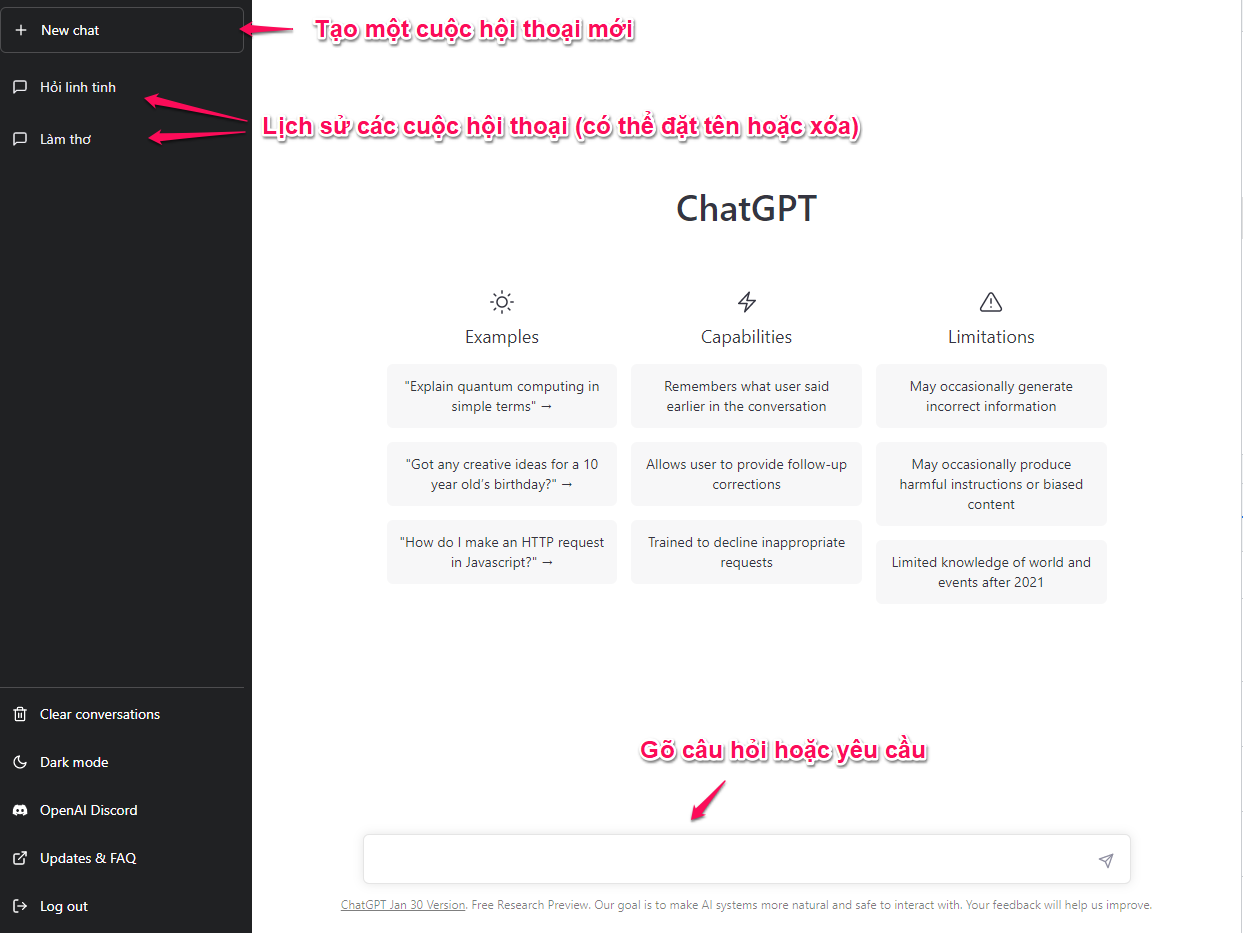 New chat
Tạo một cuộc hội thoại mới
Hỏi linh tinh
Lịch sử các cuộc hội thoại (có thể đặt tên hoặc xóa)
Làm thơ
ChatGPT
Examples
"Explain quantum computing in
simple terms" →
"Got any creative ideas for a 10
year old's birthday?" →
"How do I make an HTTP request
in Javascript?" →
Capabilities
Remembers what user said
earlier in the conversation
Allows user to provide follow-up
corrections
Trained to decline inappropriate
requests
Limitations
May occasionally generate
incorrect information
May occasionally produce
harmful instructions or biased
content
Limited knowledge of world and
events after 2021
Clear conversations
Dark mode
OpenAI Discord
Updates & FAQ
Log out
Gõ câu hỏi hoặc yêu cầu
ChatGPT Jan 30 Version. Free Research Preview. Our goal is to make AI systems more natural and safe to interact with. Your feedback will help us improve.